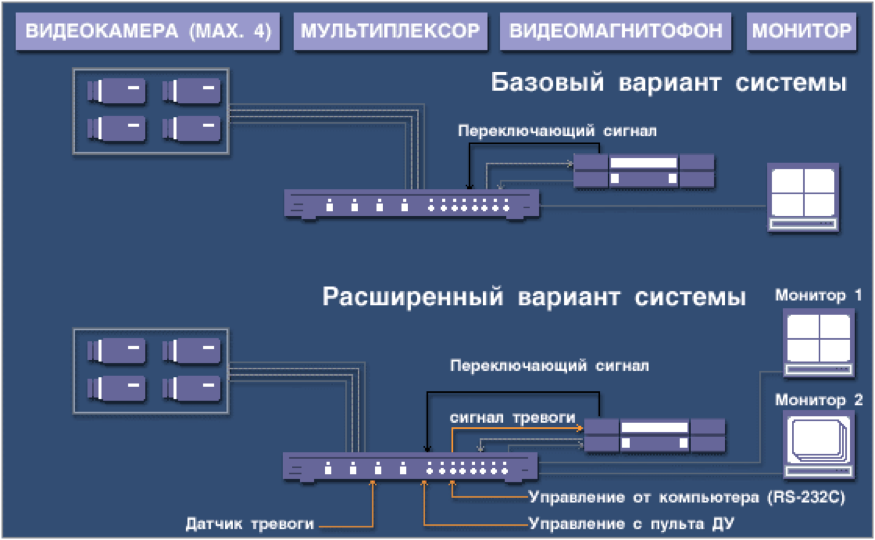 ВИДЕОКАМЕРА (MAX. 4)
МУЛЬТИПЛЕКСОР
ВИДЕОМАГНИТОФОН
МОНИТОР
Базовый вариант системы
Переключающий сигнал
Расширенный вариант системы
Монитор 1
Переключающий сигнал
Монитор 2
сигнал тревоги
Управление от компьютера (RS-232C)
Датчик тревоги
Управление с пульта ДУ